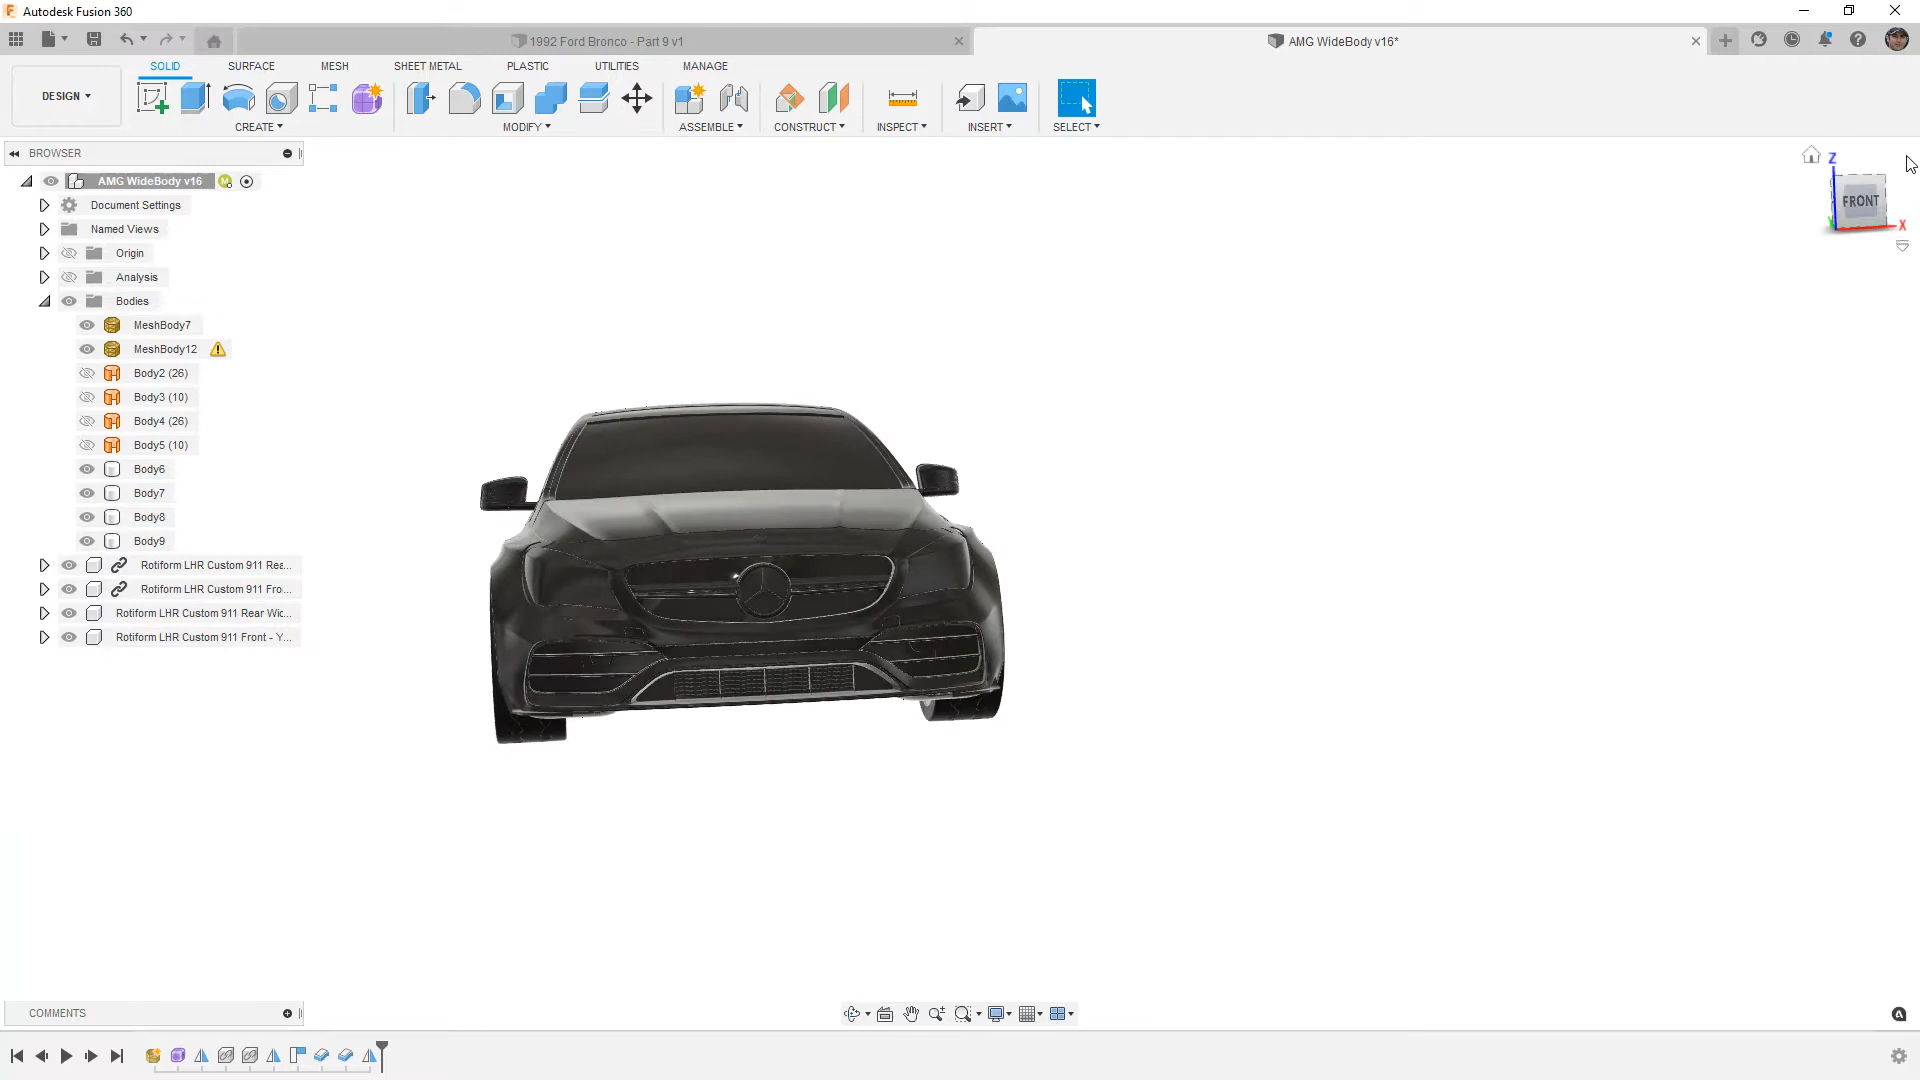 Autodesk Fusion 360
1992 Ford Bronco - Part 9 v1
AMG WideBody v16*
DESIGN
SOLID
SURFACE
MESH
SHEET METAL
PLASTIC
UTILITIES
MANAGE
CREATE
MODIFY
ASSEMBLE
CONSTRUCT
INSPECT
INSERT
SELECT
BROWSER
AMG WideBody v16
M
Document Settings
Named Views
Origin
Analysis
Bodies
MeshBody7
MeshBody12
Body2 (26)
Body3 (10)
Body4 (26)
Body5 (10)
Body6
Body7
Body8
Body9
Rotiform LHR Custom 911 Rea...
Rotiform LHR Custom 911 Fro...
Rotiform LHR Custom 911 Rear Wic...
Rotiform LHR Custom 911 Front - Y...
Z
FRONT
X
COMMENTS